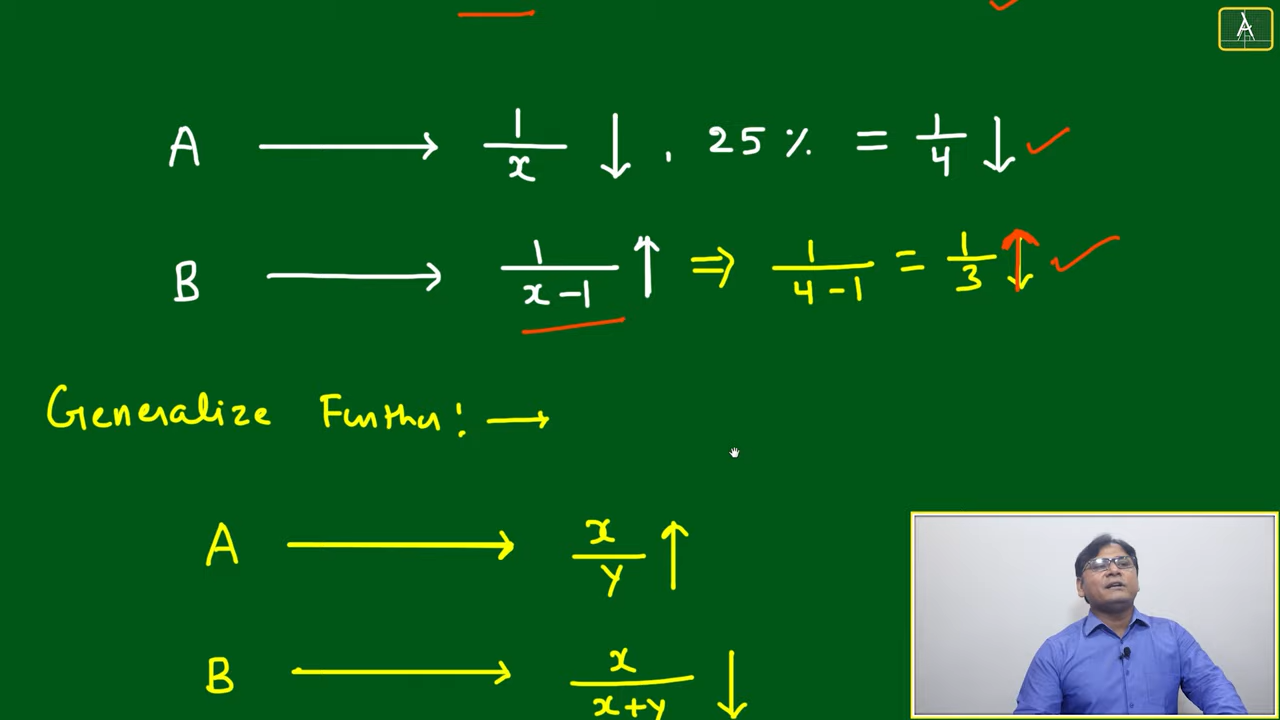 A
A ⟶ 1/x ↓ , 25 % = 1/4 ↓ ✓
B ⟶ 1/(x-1) ↑ ⇒ 1/(4-1) = 1/3 ↑ ✓
Generalize Further: →
A ⟶ x/y ↑
B ⟶ x/(x+y) ↓